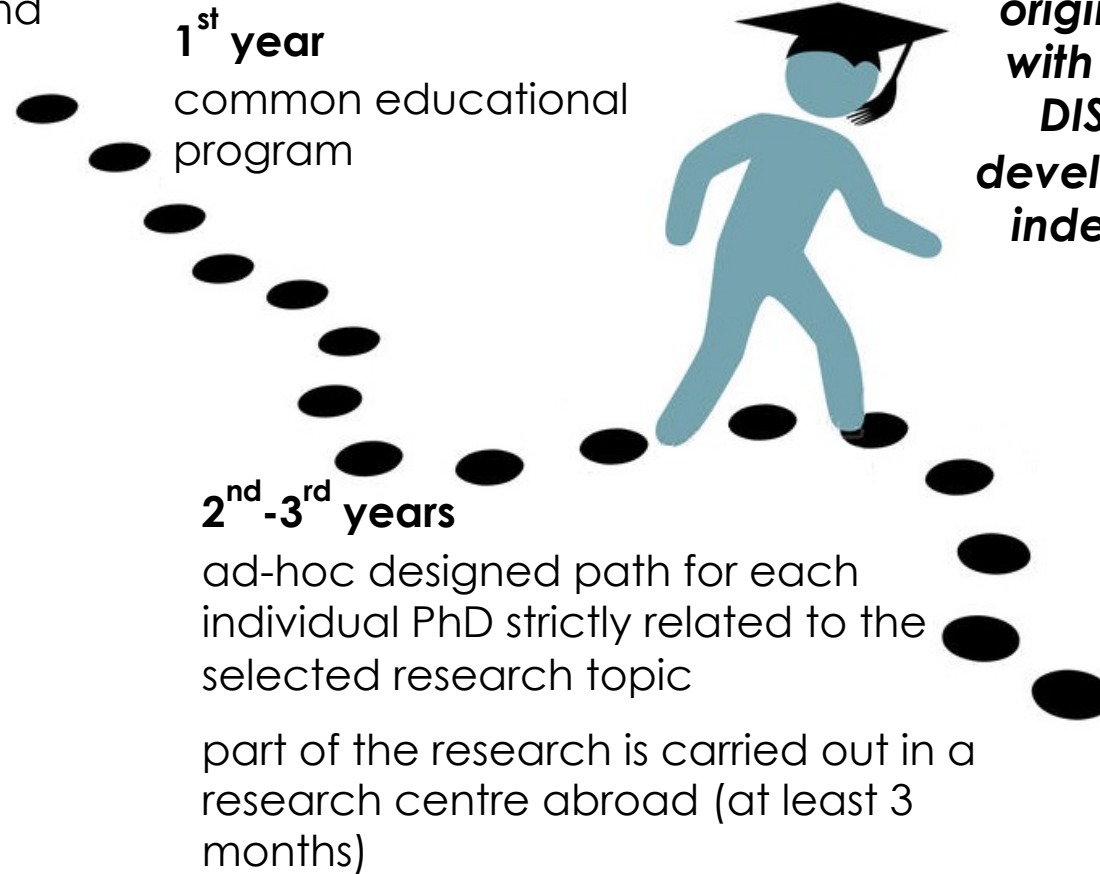 1st year
common educational
program
with
2nd-3rd years
ad-hoc designed path for each
individual PhD strictly related to the
selected research topic
part of the research is carried out in a
research centre abroad (at least 3
months)